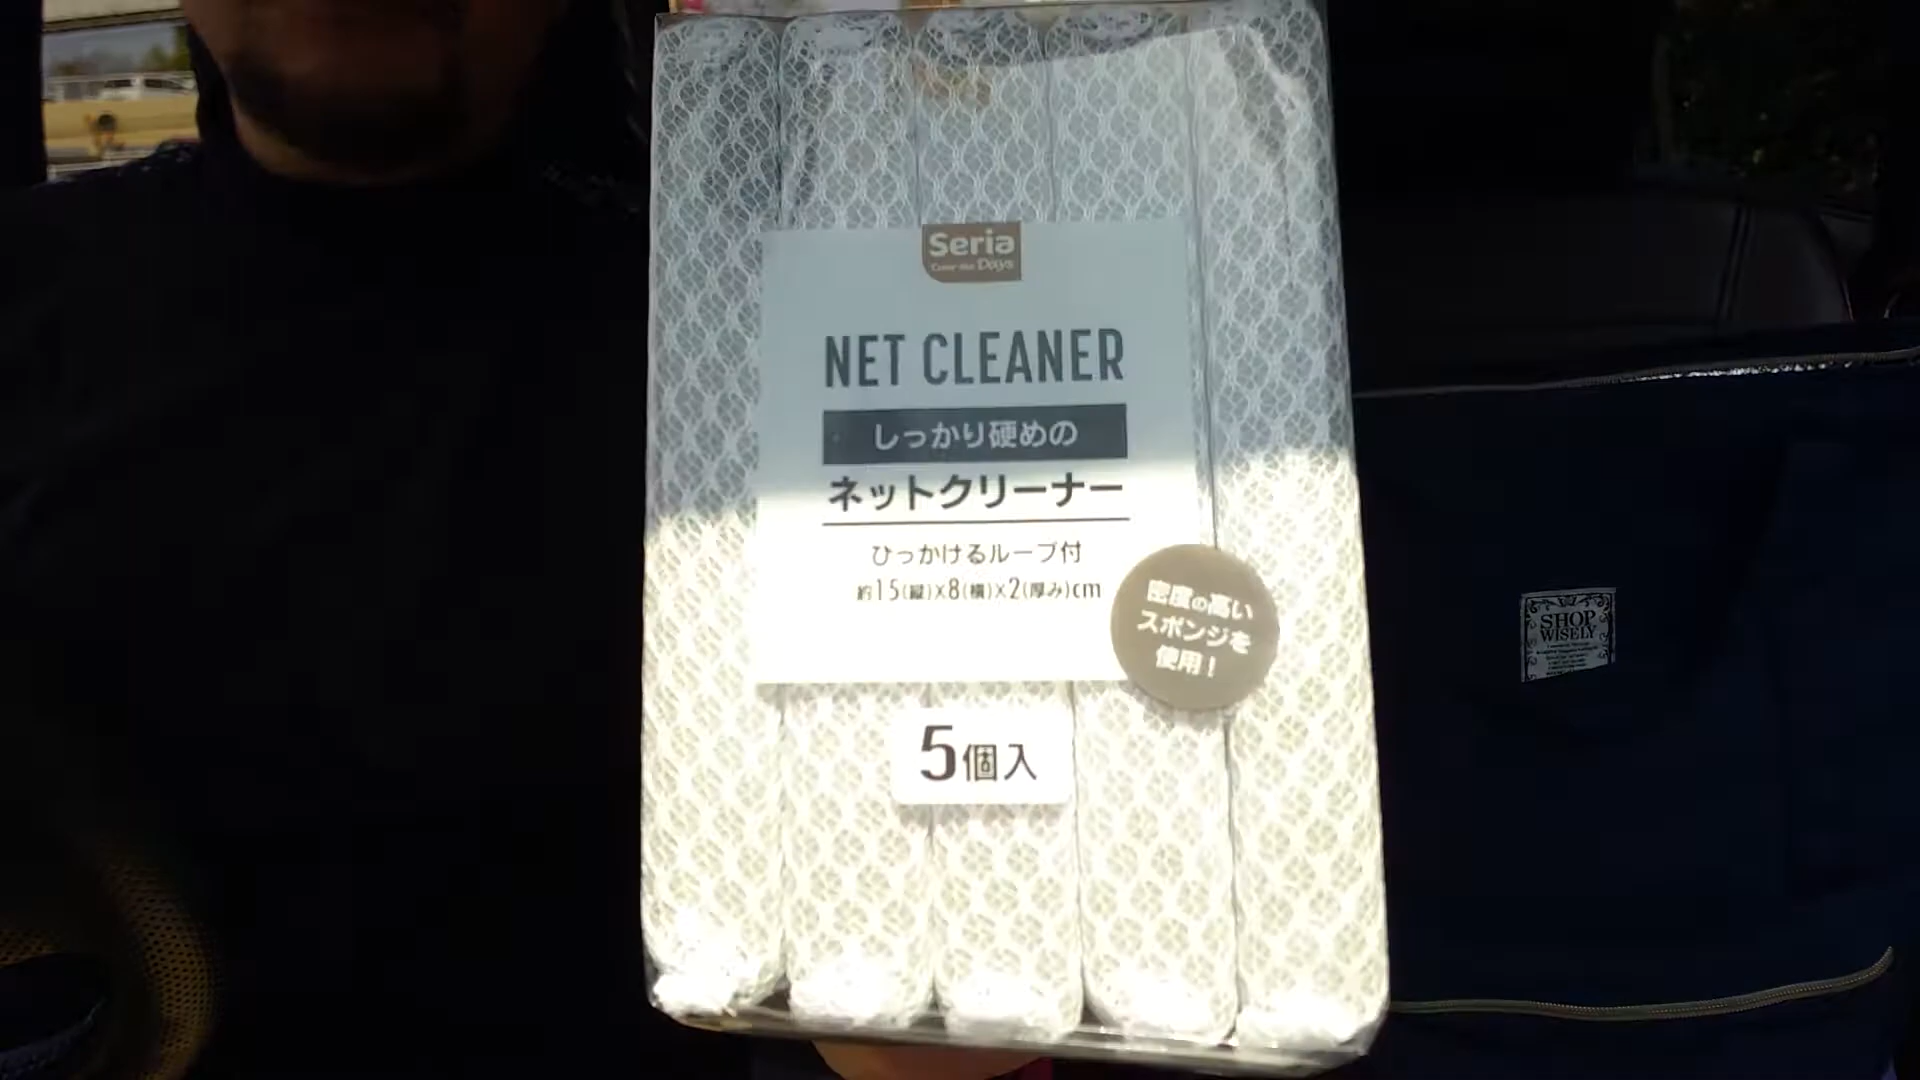 Seria
Color the Days
NET CLEANER
しっかり硬めの
ネットクリーナー
ひっかけるループ付
約15(縦)×8(横)×2(厚み)cm
密度の高い
スポンジを
使用!
5個入
SHOP
WISELY